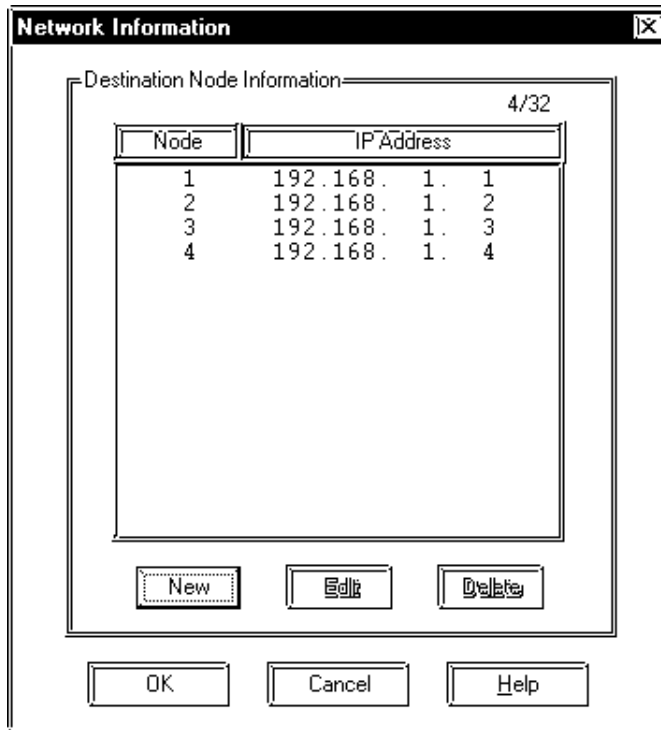 Network Information
Destination Node Information
4/32
Node IP Address
1 192.168. 1. 1
2 192.168. 1. 2
3 192.168. 1. 3
4 192.168. 1. 4
New Edit Delete
OK Cancel Help